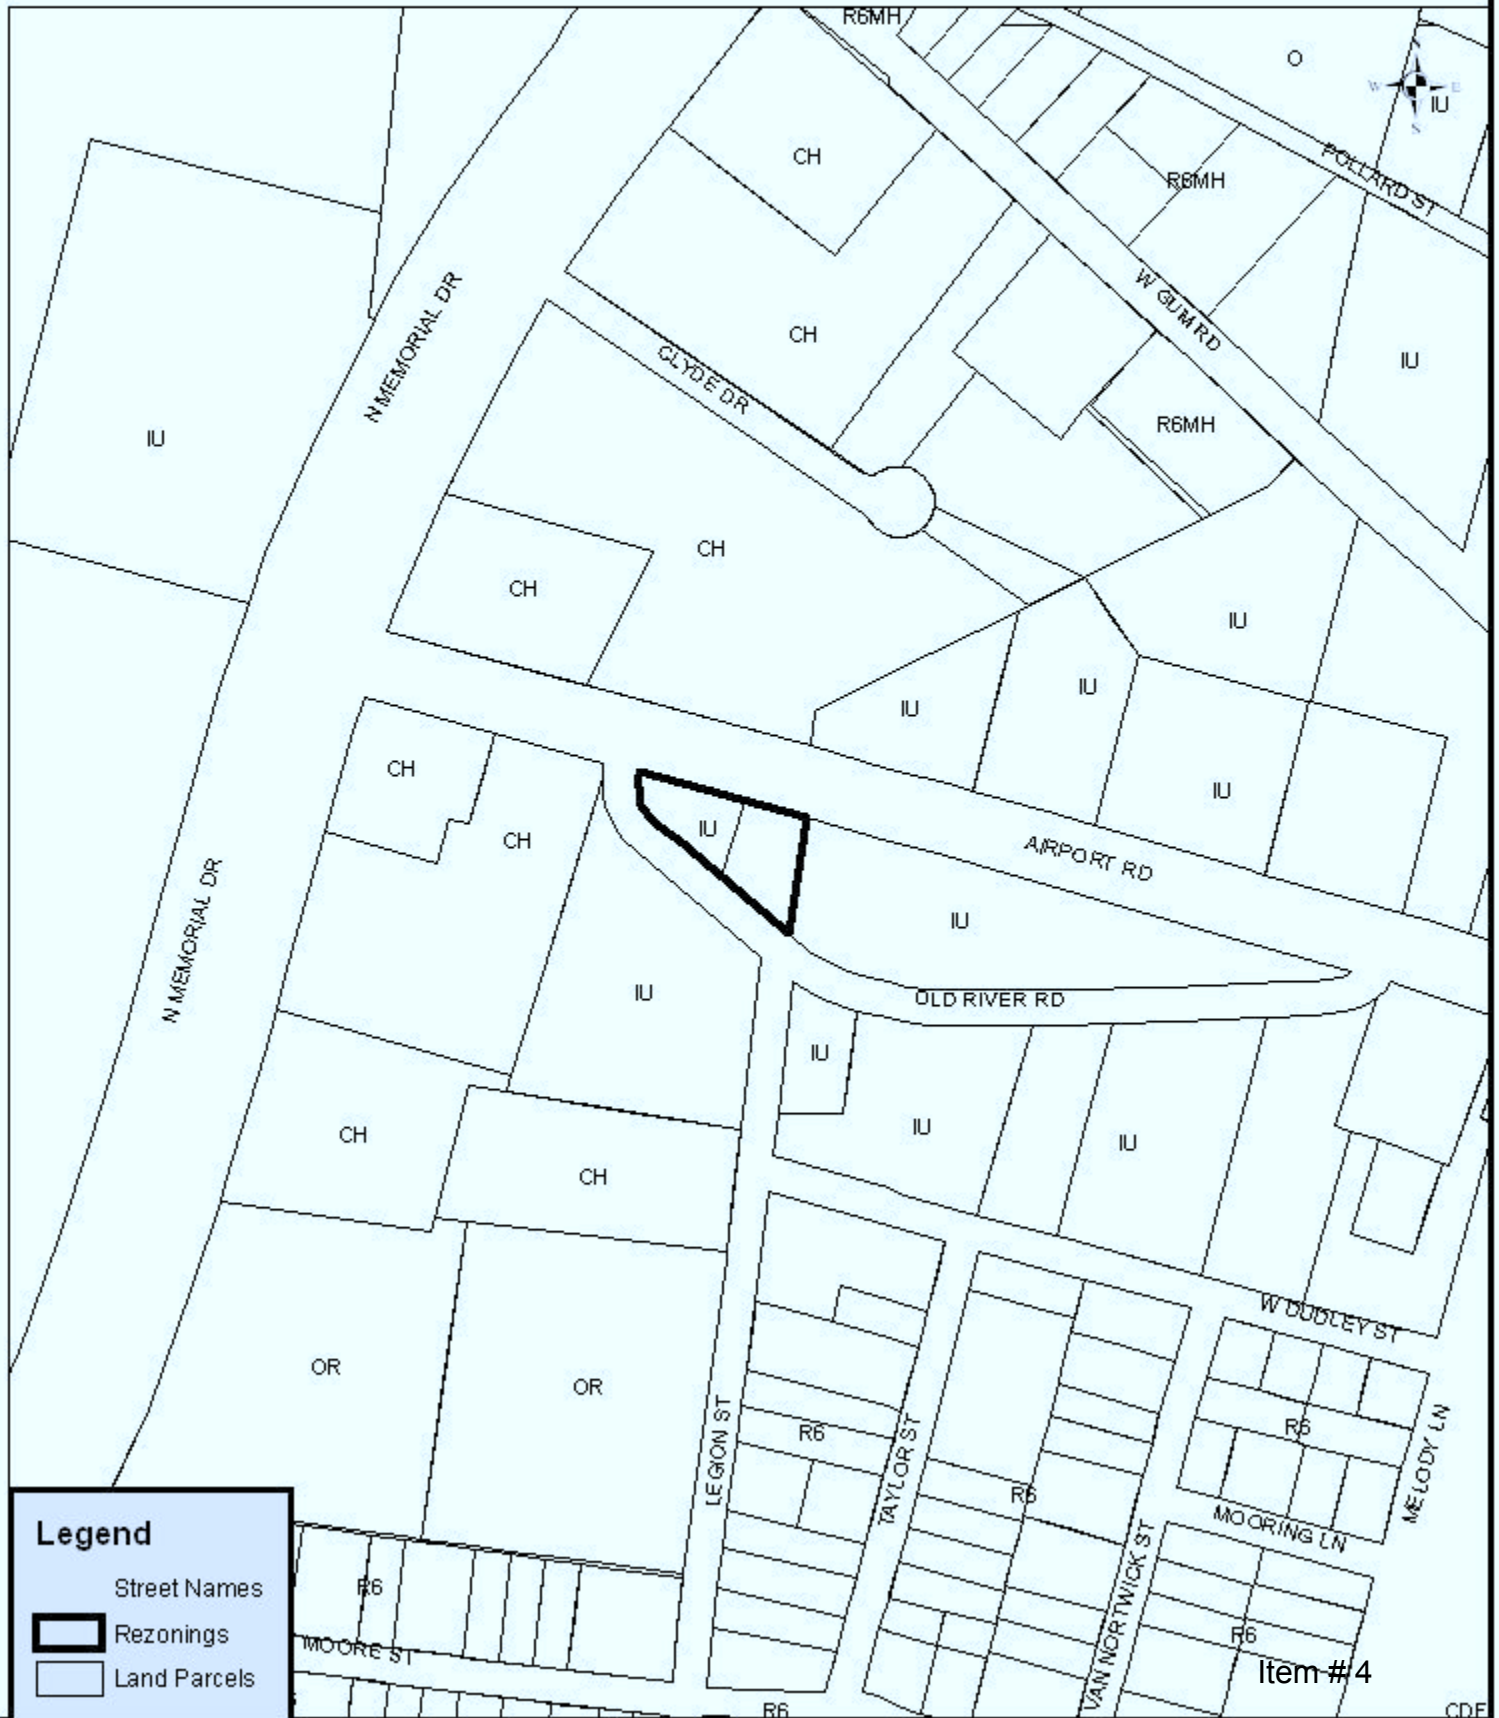 R6MH
O
W E
S
IU
POLLARD ST
CH
R6MH
N MEMORIAL DR
W GUM RD
CH
CLYDE DR
IU
R6MH
IU
CH
CH
IU
IU
IU
CH
IU
IU
CH
AIRPORT RD
N MEMORIAL DR
IU
IU
OLD RIVER RD
IU
CH
IU
IU
CH
W DUDLEY ST
OR
OR
LEGION ST
R6
TAYLOR ST
R6
R6
MELODY LN
MOORING LN
VAN NORTWICK ST
R6
Legend
Street Names
Rezonings
Land Parcels
R6
MOORE ST
Item # 4
R6
CDF